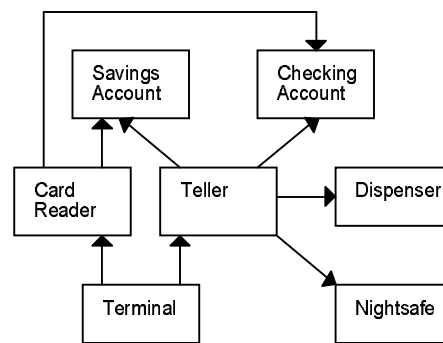 Savings
Account
Checking
Account
Card
Reader
Teller
Dispenser
Terminal
Nightsafe